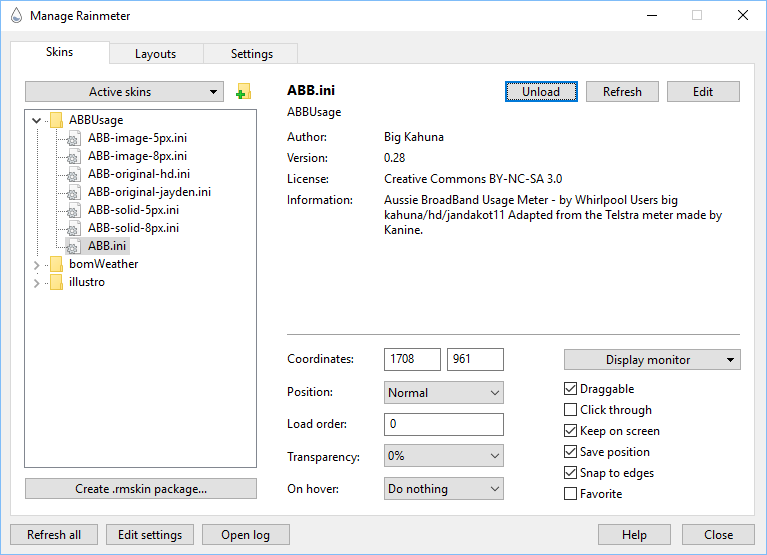 Manage Rainmeter
Skins Layouts Settings
Active skins
ABBUsage
ABB-image-5px.ini
ABB-image-8px.ini
ABB-original-hd.ini
ABB-original-jayden.ini
ABB-solid-5px.ini
ABB-solid-8px.ini
ABB.ini
bomWeather
illustro
Create .rmskin package...
ABB.ini Unload Refresh Edit
ABBUsage
Author: Big Kahuna
Version: 0.28
License: Creative Commons BY-NC-SA 3.0
Information: Aussie BroadBand Usage Meter - by Whirlpool Users big
kahuna/hd/jandakot11 Adapted from the Telstra meter made by
Kanine.
Coordinates: 1708 961
Position: Normal
Load order: 0
Transparency: 0%
On hover: Do nothing
Display monitor
Draggable
Click through
Keep on screen
Save position
Snap to edges
Favorite
Refresh all Edit settings Open log Help Close